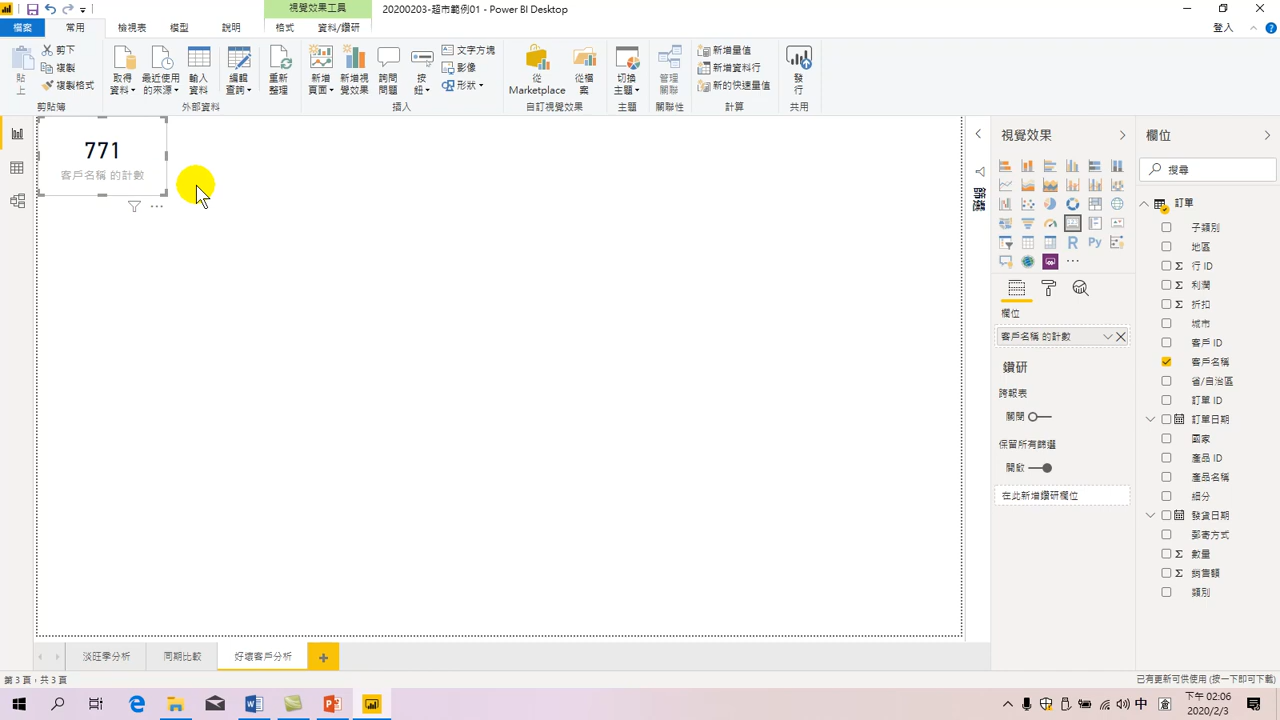 視覺效果工具
20200203-超市範例01 - Power BI Desktop
檔案
常用
檢視表
模型
說明
格式
資料/鑽研
登入
貼上
剪下
複製
複製格式
剪貼簿
取得資料
最近使用的來源
輸入資料
編輯查詢
重新整理
外部資料
新增頁面
新增視覺效果
詢問問題
按鈕
文字方塊
影像
形狀
插入
從 Marketplace
從檔案
自訂視覺效果
切換主題
主題
管理關聯
關聯性
新增量值
新增資料行
新的快速量值
計算
發行
共用
771
客戶名稱 的計數
篩選
視覺效果
R
Py
欄位
客戶名稱 的計數
鑽研
跨報表
關閉
保留所有篩選
開啟
在此新增鑽研欄位
欄位
搜尋
訂單
子類別
地區
行 ID
利潤
折扣
城市
客戶 ID
客戶名稱
省/自治區
訂單 ID
訂單日期
國家
產品 ID
產品名稱
細分
發貨日期
郵寄方式
數量
銷售額
類別
淡旺季分析
同期比較
好壞客戶分析
第 3 頁，共 3 頁
已有更新可供使用 (按一下即可下載)
中
下午 02:06
2020/2/3